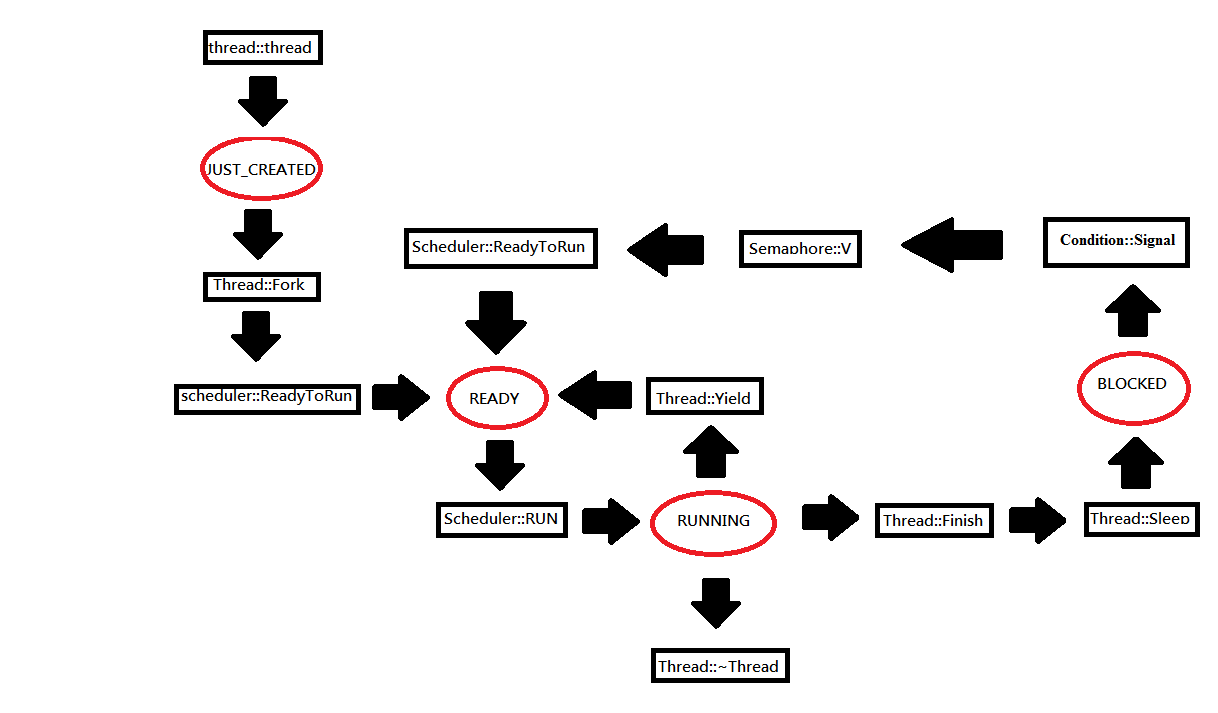 thread::thread
JUST_CREATED
Thread::Fork
scheduler::ReadyToRun
Scheduler::ReadyToRun
Semaphore::V
Condition::Signal
READY
Thread::Yield
BLOCKED
Scheduler::RUN
RUNNING
Thread::Finish
Thread::Sleep
Thread::~Thread